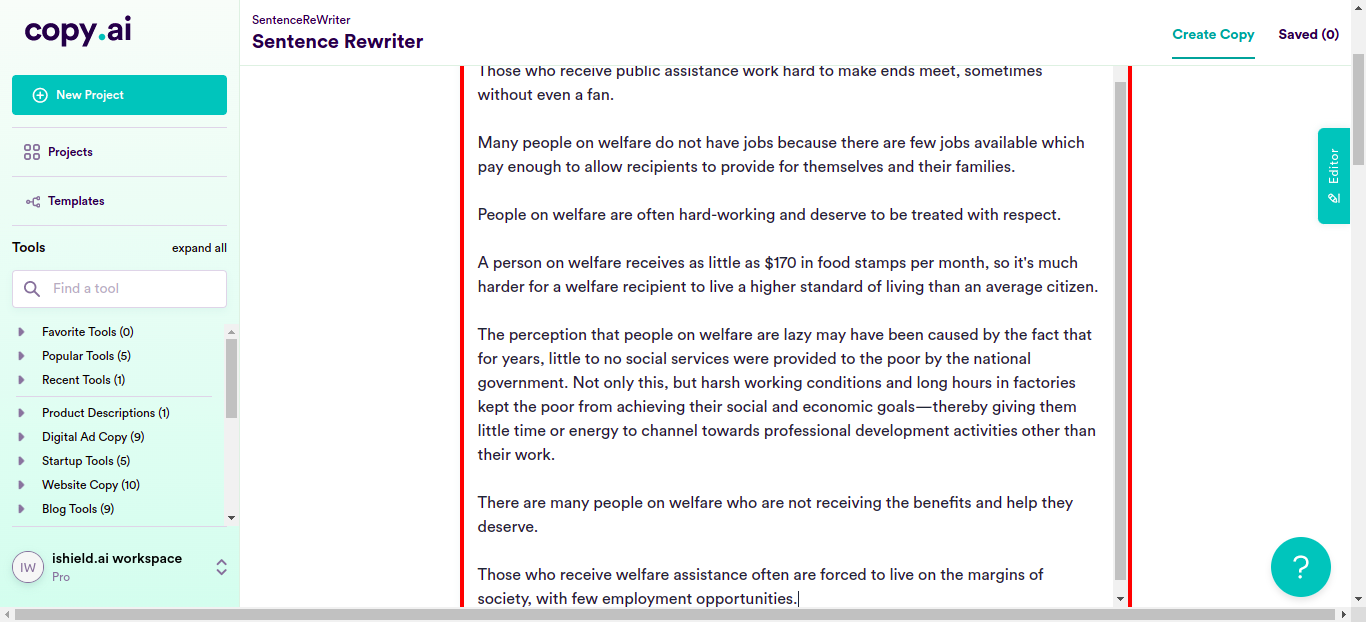 copy.ai
New Project
Projects
Templates
Tools
expand all
Find a tool
Favorite Tools (0)
Popular Tools (5)
Recent Tools (1)
Product Descriptions (1)
Digital Ad Copy (9)
Startup Tools (5)
Website Copy (10)
Blog Tools (9)
IW
ishield.ai workspace
Pro
SentenceReWriter
Sentence Rewriter
Create Copy
Saved (0)
Those who receive public assistance work hard to make ends meet, sometimes
without even a fan.
Many people on welfare do not have jobs because there are few jobs available which
pay enough to allow recipients to provide for themselves and their families.
People on welfare are often hard-working and deserve to be treated with respect.
A person on welfare receives as little as $170 in food stamps per month, so it's much
harder for a welfare recipient to live a higher standard of living than an average citizen.
The perception that people on welfare are lazy may have been caused by the fact that
for years, little to no social services were provided to the poor by the national
government. Not only this, but harsh working conditions and long hours in factories
kept the poor from achieving their social and economic goals—thereby giving them
little time or energy to channel towards professional development activities other than
their work.
There are many people on welfare who are not receiving the benefits and help they
deserve.
Those who receive welfare assistance often are forced to live on the margins of
society, with few employment opportunities.
Editor
?